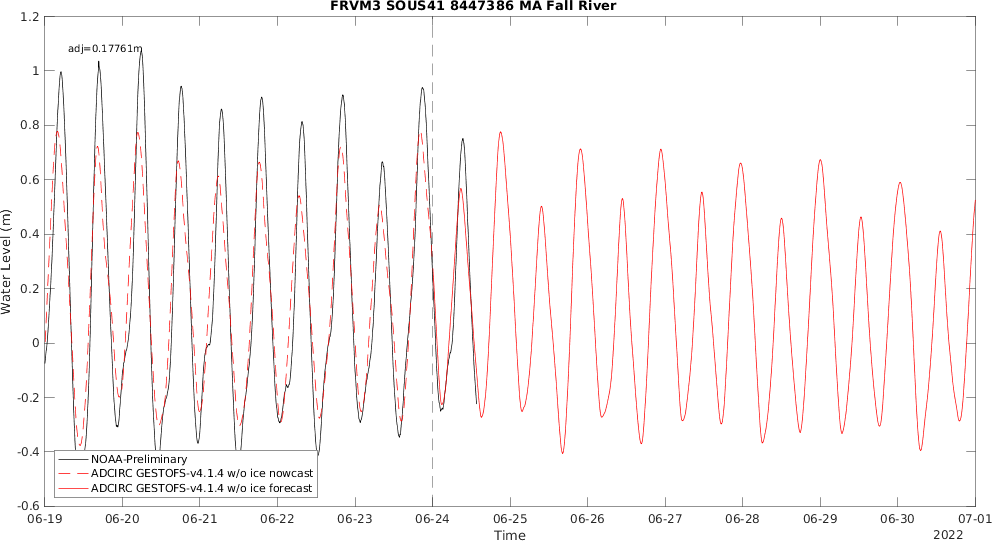 FRVM3 SOUS41 8447386 MA Fall River
adj=0.17761m
Water Level (m)
1.2
1
0.8
0.6
0.4
0.2
0
-0.2
-0.4
-0.6
NOAA-Preliminary
ADCIRC GESTOFS-v4.1.4 w/o ice nowcast
ADCIRC GESTOFS-v4.1.4 w/o ice forecast
06-19 06-20 06-21 06-22 06-23 06-24 06-25 06-26 06-27 06-28 06-29 06-30 07-01
Time
2022